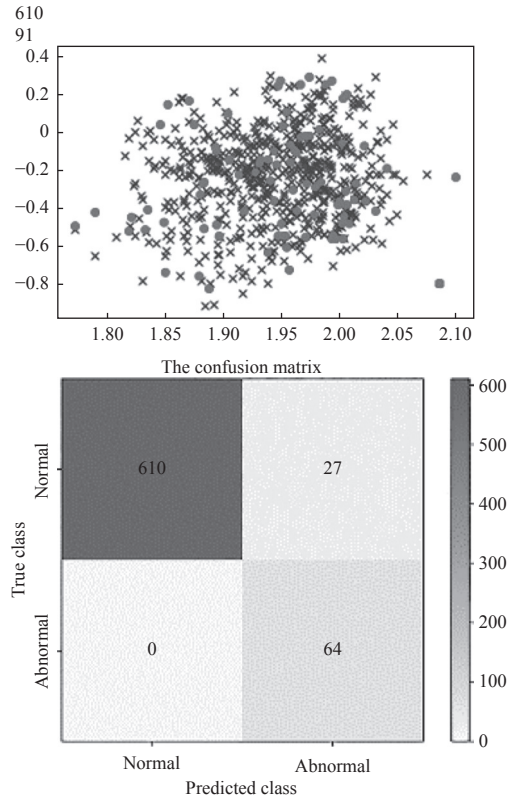 610
91
0.4
0.2
0
−0.2
−0.4
−0.6
−0.8
1.80 1.85 1.90 1.95 2.00 2.05 2.10
The confusion matrix
True class
Normal
Abnormal
610 27
0 64
600
500
400
300
200
100
0
Normal Abnormal
Predicted class